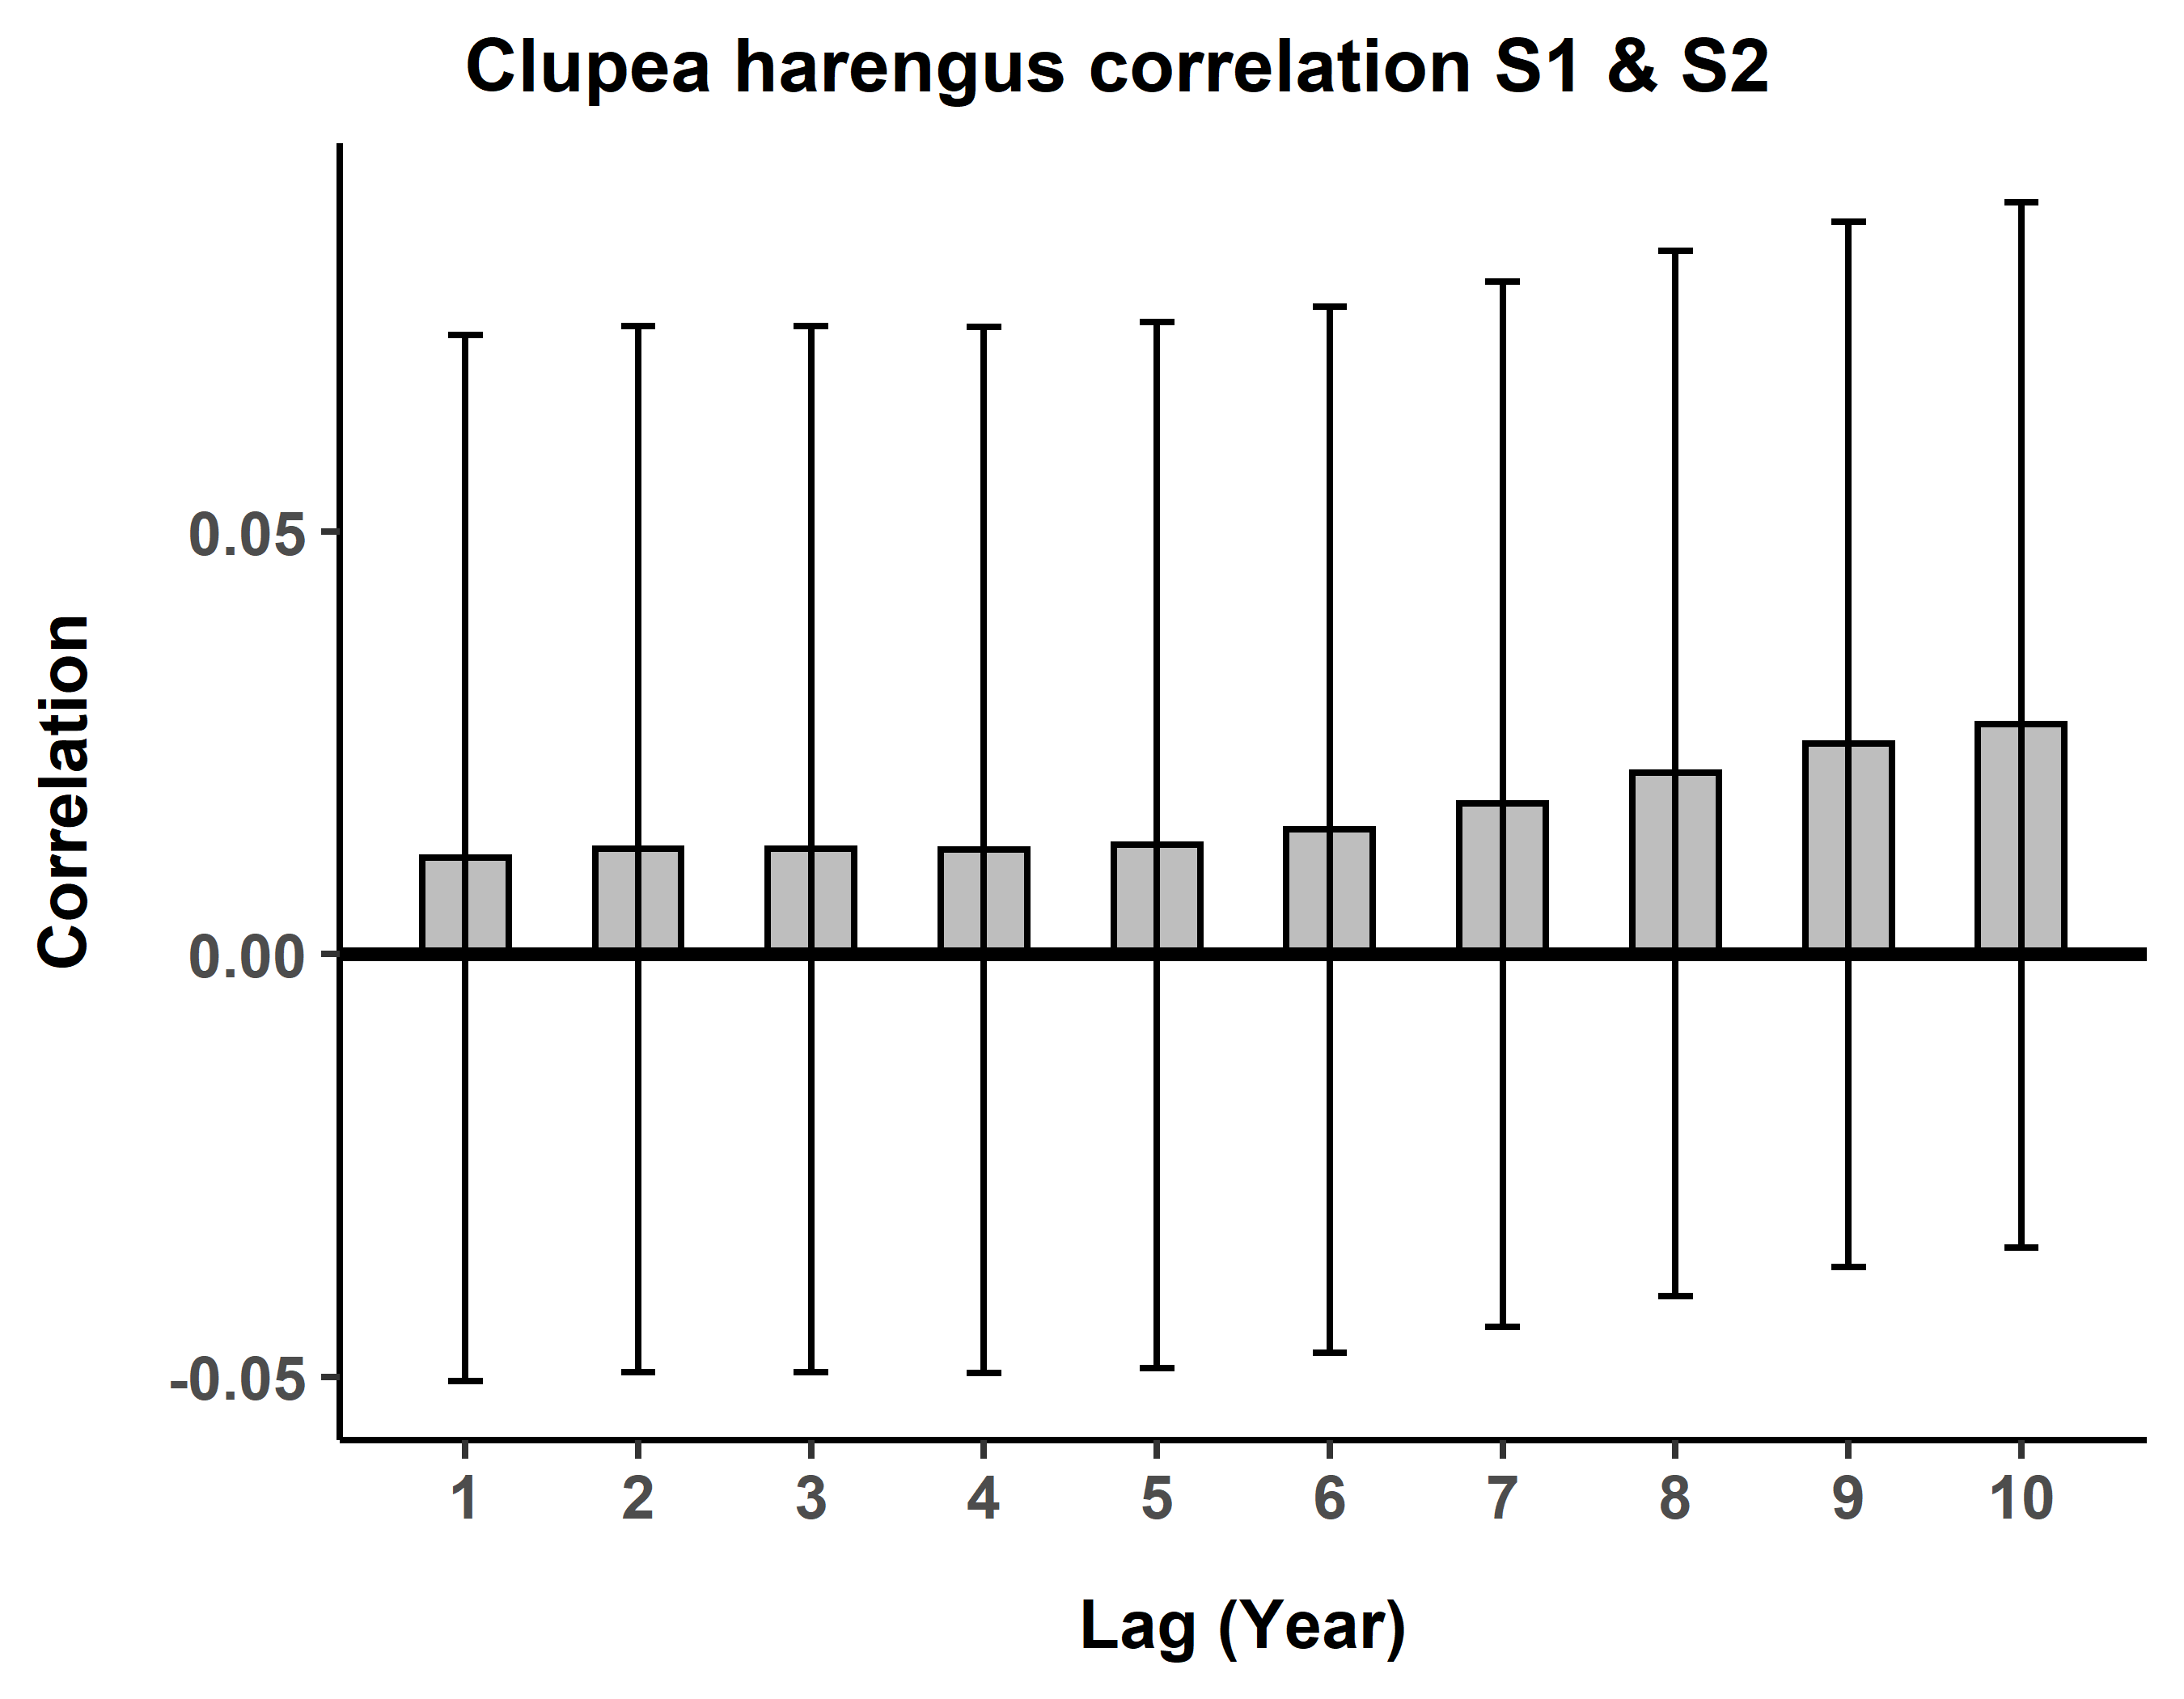 Clupea harengus correlation S1 & S2
Correlation
0.05
0.00
-0.05
1 2 3 4 5 6 7 8 9 10
Lag (Year)